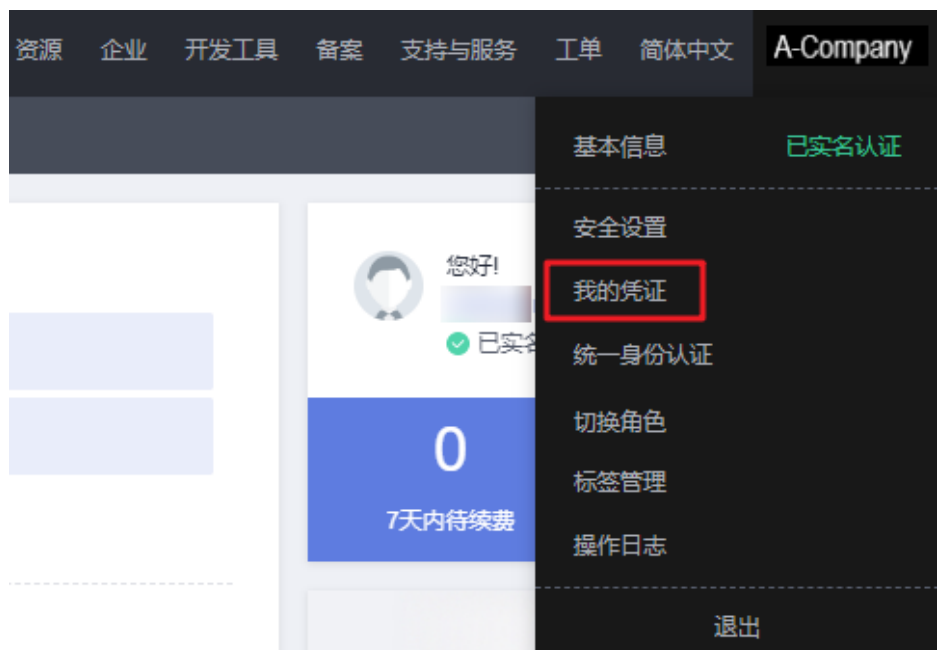 资源 企业 开发工具 备案 支持与服务 工单 简体中文 A-Company
基本信息 已实名认证
安全设置
您好!
我的凭证
已实名
统一身份认证
切换角色
0
标签管理
7天内待续费
操作日志
退出